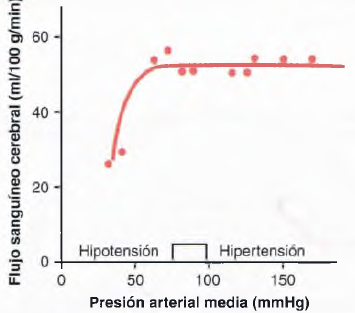 Flujo sanguíneo cerebral (ml/100 g/min)
60
40
20
0
Hipotensión
Hipertensión
0
50
100
150
Presión arterial media (mmHg)